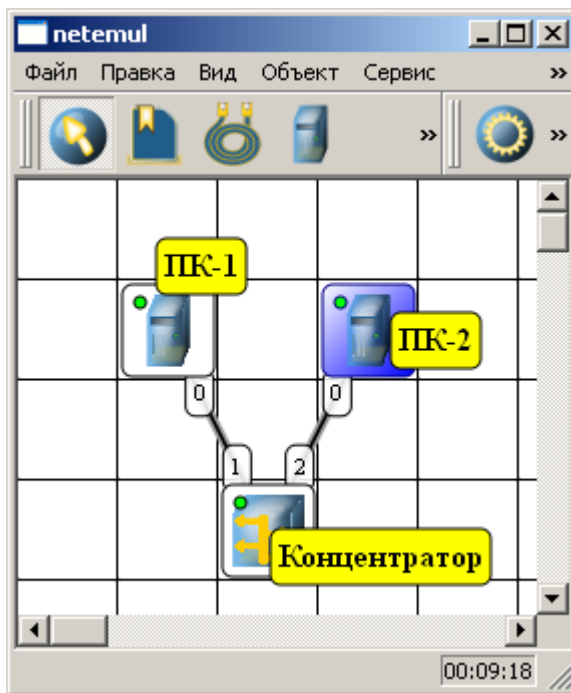 netemul
Файл Правка Вид Объект Сервис »
» »
ПК-1
ПК-2
0 0
1 2
Концентратор
00:09:18